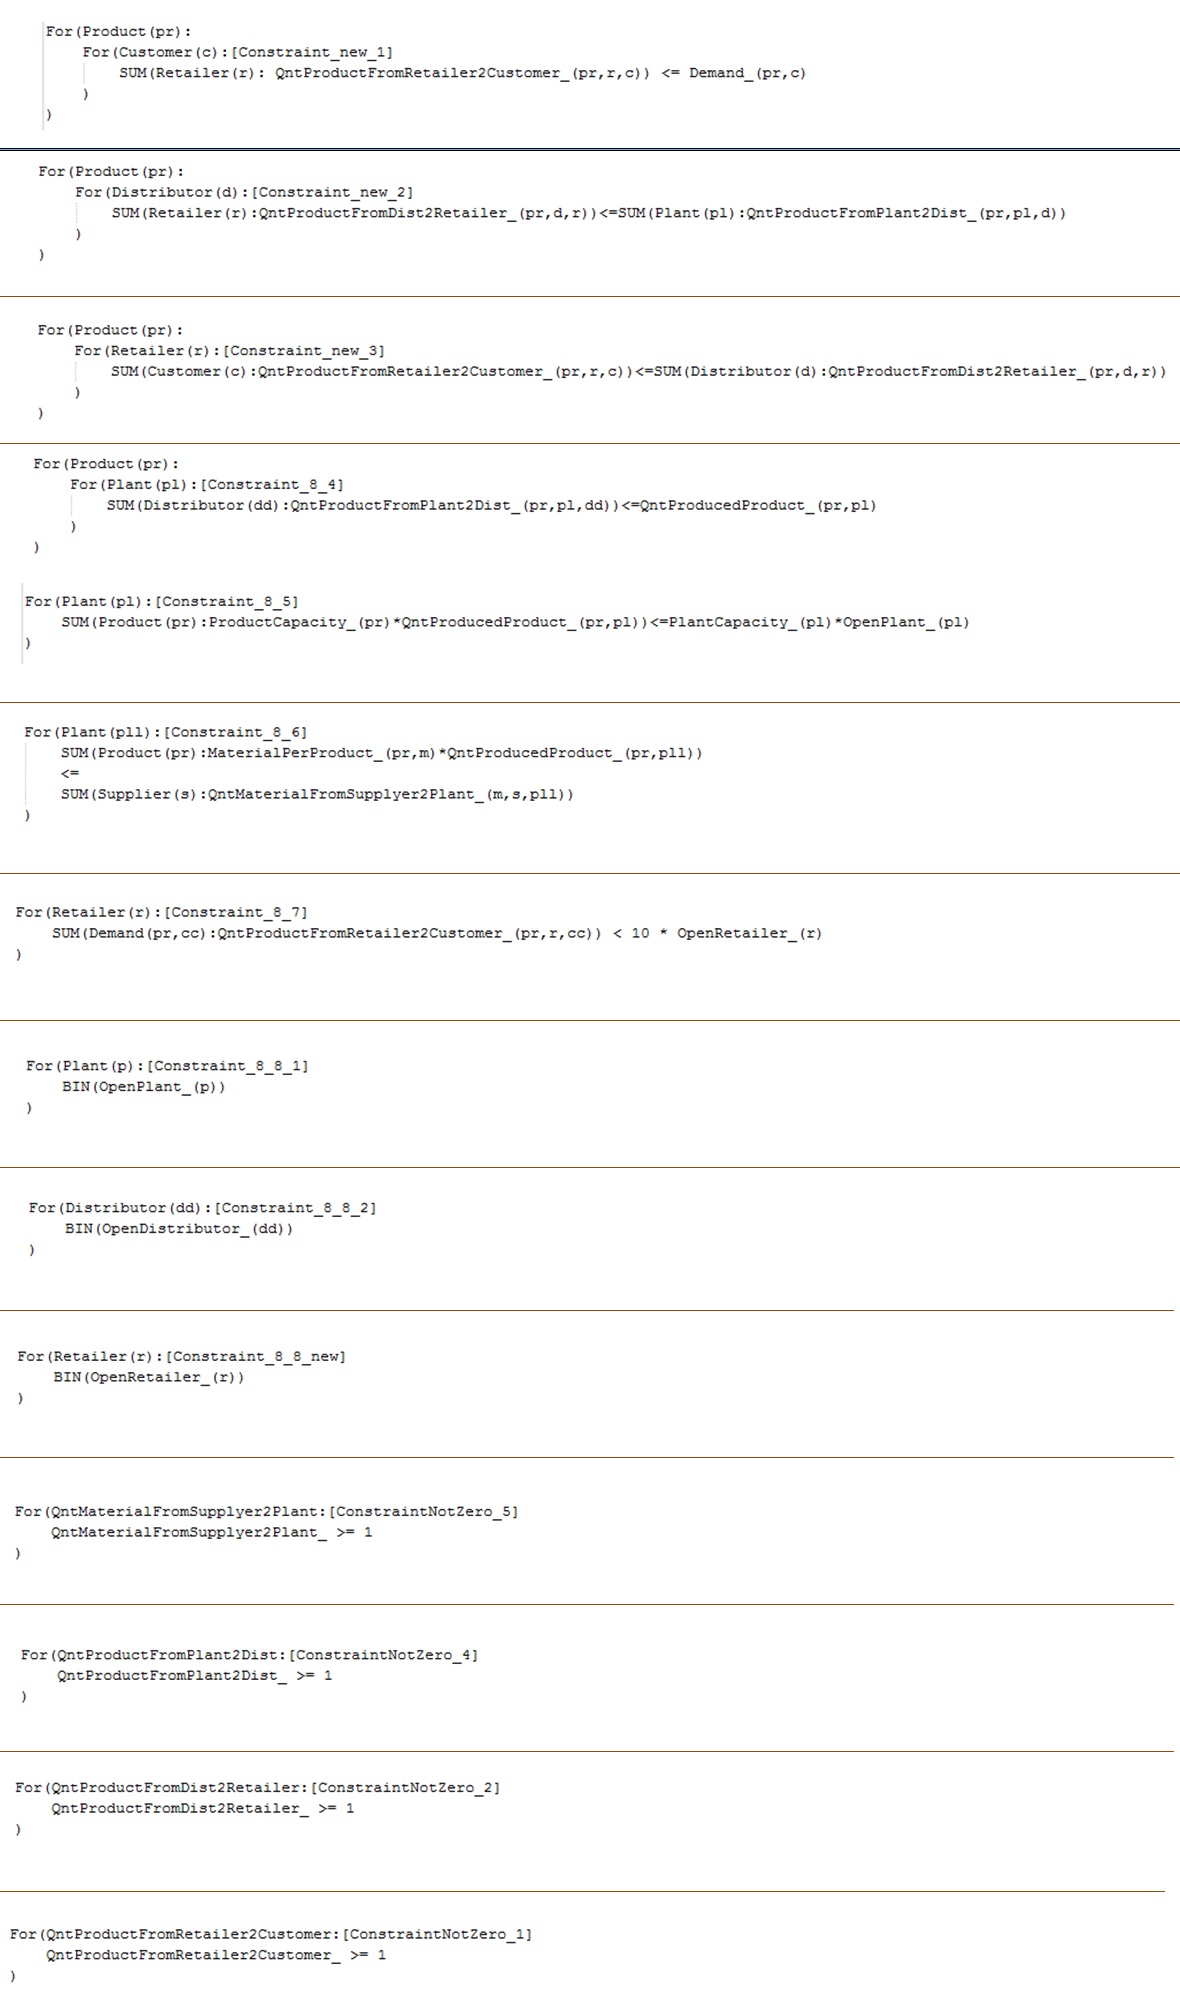 For(Product(pr):
For(Customer(c):[Constraint_new_1]
SUM(Retailer(r): QntProductFromRetailer2Customer_(pr,r,c)) <= Demand_(pr,c)
)
)
For(Product(pr):
For(Distributor(d):[Constraint_new_2]
SUM(Retailer(r):QntProductFromDist2Retailer_(pr,d,r))<=SUM(Plant(pl):QntProductFromPlant2Dist_(pr,pl,d))
)
)
For(Product(pr):
For(Retailer(r):[Constraint_new_3]
SUM(Customer(c):QntProductFromRetailer2Customer_(pr,r,c))<=SUM(Distributor(d):QntProductFromDist2Retailer_(pr,d,r))
)
)
For(Product(pr):
For(Plant(pl):[Constraint_8_4]
SUM(Distributor(dd):QntProductFromPlant2Dist_(pr,pl,dd))<=QntProducedProduct_(pr,pl)
)
)
For(Plant(pl):[Constraint_8_5]
SUM(Product(pr):ProductCapacity_(pr)*QntProducedProduct_(pr,pl))<=PlantCapacity_(pl)*OpenPlant_(pl)
)
For(Plant(pll):[Constraint_8_6]
SUM(Product(pr):MaterialPerProduct_(pr,m)*QntProducedProduct_(pr,pll))
<=
SUM(Supplier(s):QntMaterialFromSupplyer2Plant_(m,s,pll))
)
For(Retailer(r):[Constraint_8_7]
SUM(Demand(pr,cc):QntProductFromRetailer2Customer_(pr,r,cc)) < 10 * OpenRetailer_(r)
)
For(Plant(p):[Constraint_8_8_1]
BIN(OpenPlant_(p))
)
For(Distributor(dd):[Constraint_8_8_2]
BIN(OpenDistributor_(dd))
)
For(Retailer(r):[Constraint_8_8_new]
BIN(OpenRetailer_(r))
)
For(QntMaterialFromSupplyer2Plant:[ConstraintNotZero_5]
QntMaterialFromSupplyer2Plant_ >= 1
)
For(QntProductFromPlant2Dist:[ConstraintNotZero_4]
QntProductFromPlant2Dist_ >= 1
)
For(QntProductFromDist2Retailer:[ConstraintNotZero_2]
QntProductFromDist2Retailer_ >= 1
)
For(QntProductFromRetailer2Customer:[ConstraintNotZero_1]
QntProductFromRetailer2Customer_ >= 1
)